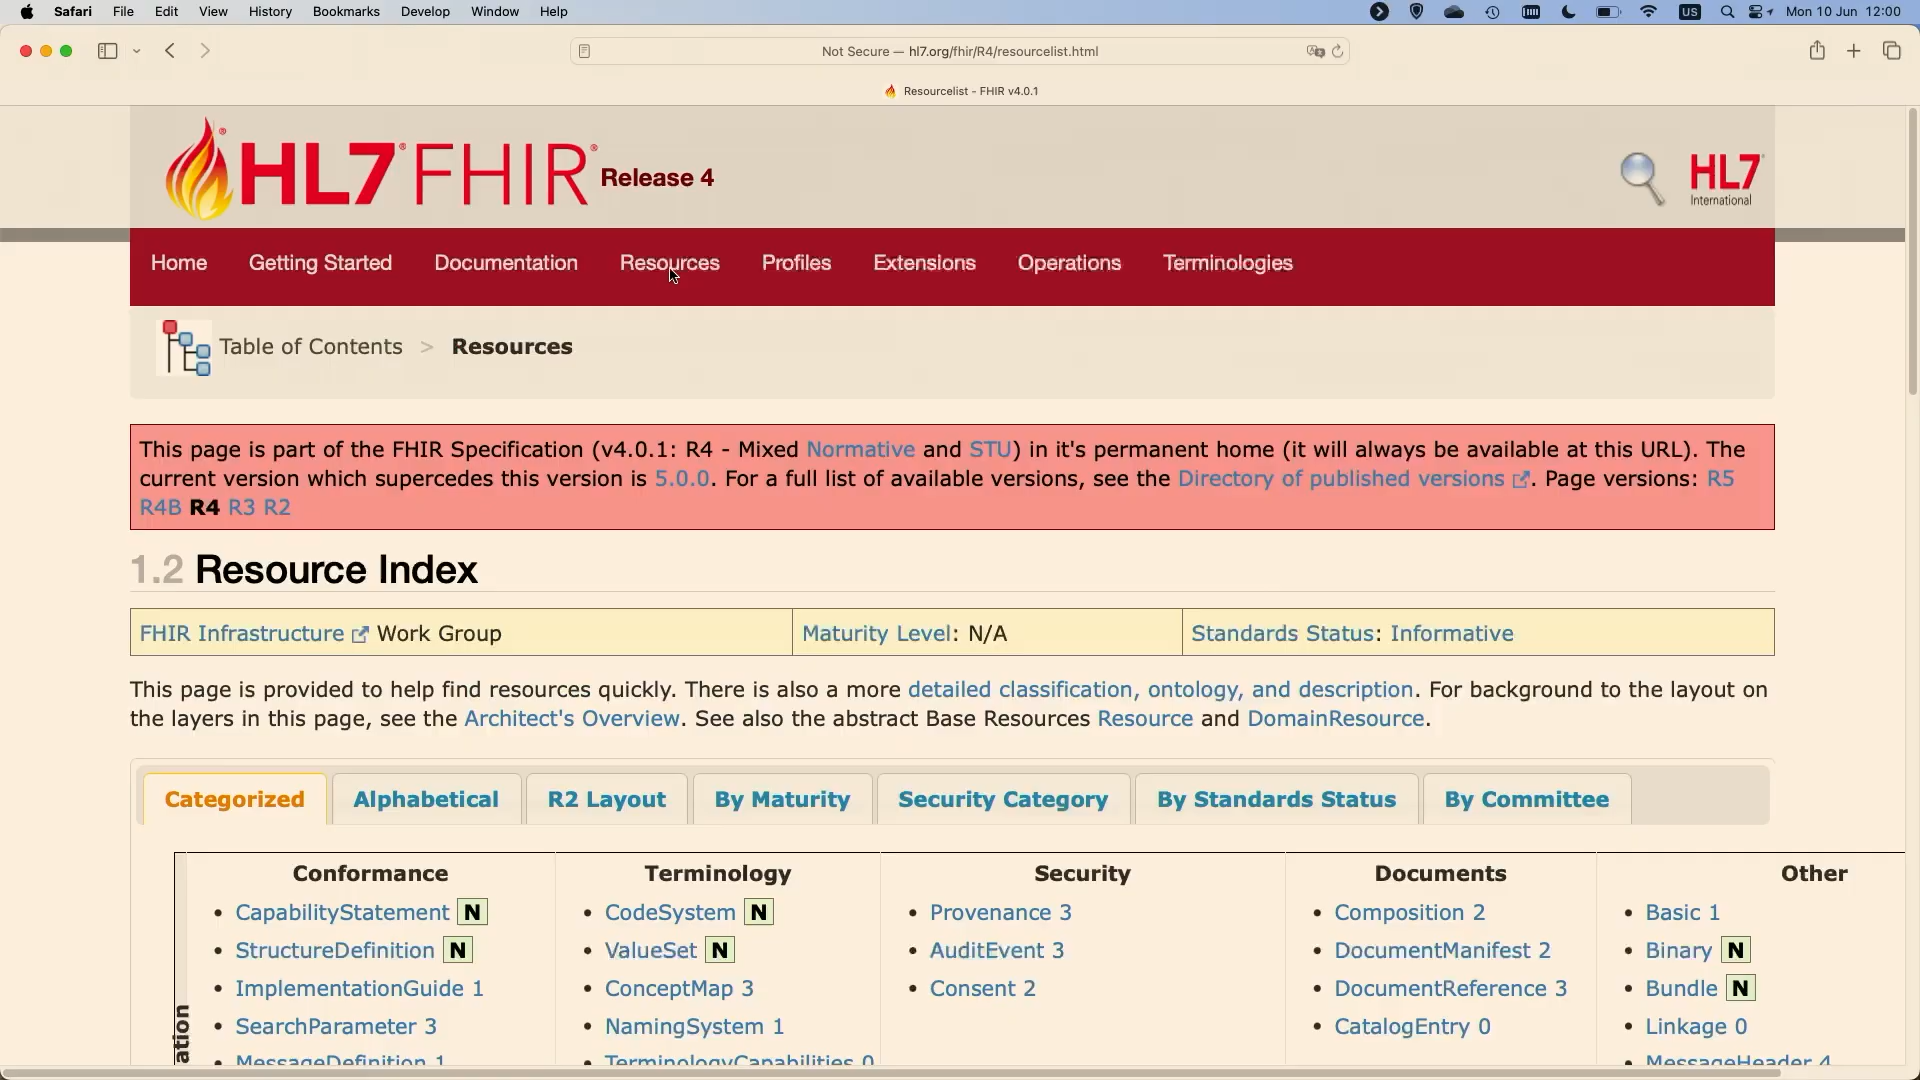 Safari File Edit View History Bookmarks Develop Window Help US Mon 10 Jun 12:00
Not Secure — hl7.org/fhir/R4/resourcelist.html
Resourcelist - FHIR v4.0.1
HL7® FHIR® Release 4
HL7 International
Home Getting Started Documentation Resources Profiles Extensions Operations Terminologies
Table of Contents > Resources
This page is part of the FHIR Specification (v4.0.1: R4 - Mixed Normative and STU) in it's permanent home (it will always be available at this URL). The
current version which supercedes this version is 5.0.0. For a full list of available versions, see the Directory of published versions. Page versions: R5
R4B R4 R3 R2
1.2 Resource Index
FHIR Infrastructure Work Group Maturity Level: N/A Standards Status: Informative
This page is provided to help find resources quickly. There is also a more detailed classification, ontology, and description. For background to the layout on
the layers in this page, see the Architect's Overview. See also the abstract Base Resources Resource and DomainResource.
Categorized Alphabetical R2 Layout By Maturity Security Category By Standards Status By Committee
Conformance Terminology Security Documents Other
• CapabilityStatement N • CodeSystem N • Provenance 3 • Composition 2 • Basic 1
• StructureDefinition N • ValueSet N • AuditEvent 3 • DocumentManifest 2 • Binary N
• ImplementationGuide 1 • ConceptMap 3 • Consent 2 • DocumentReference 3 • Bundle N
• SearchParameter 3 • NamingSystem 1 • CatalogEntry 0 • Linkage 0
• MessageDefinition 1 • TerminologyCapabilities 0 • MessageHeader 4
ation